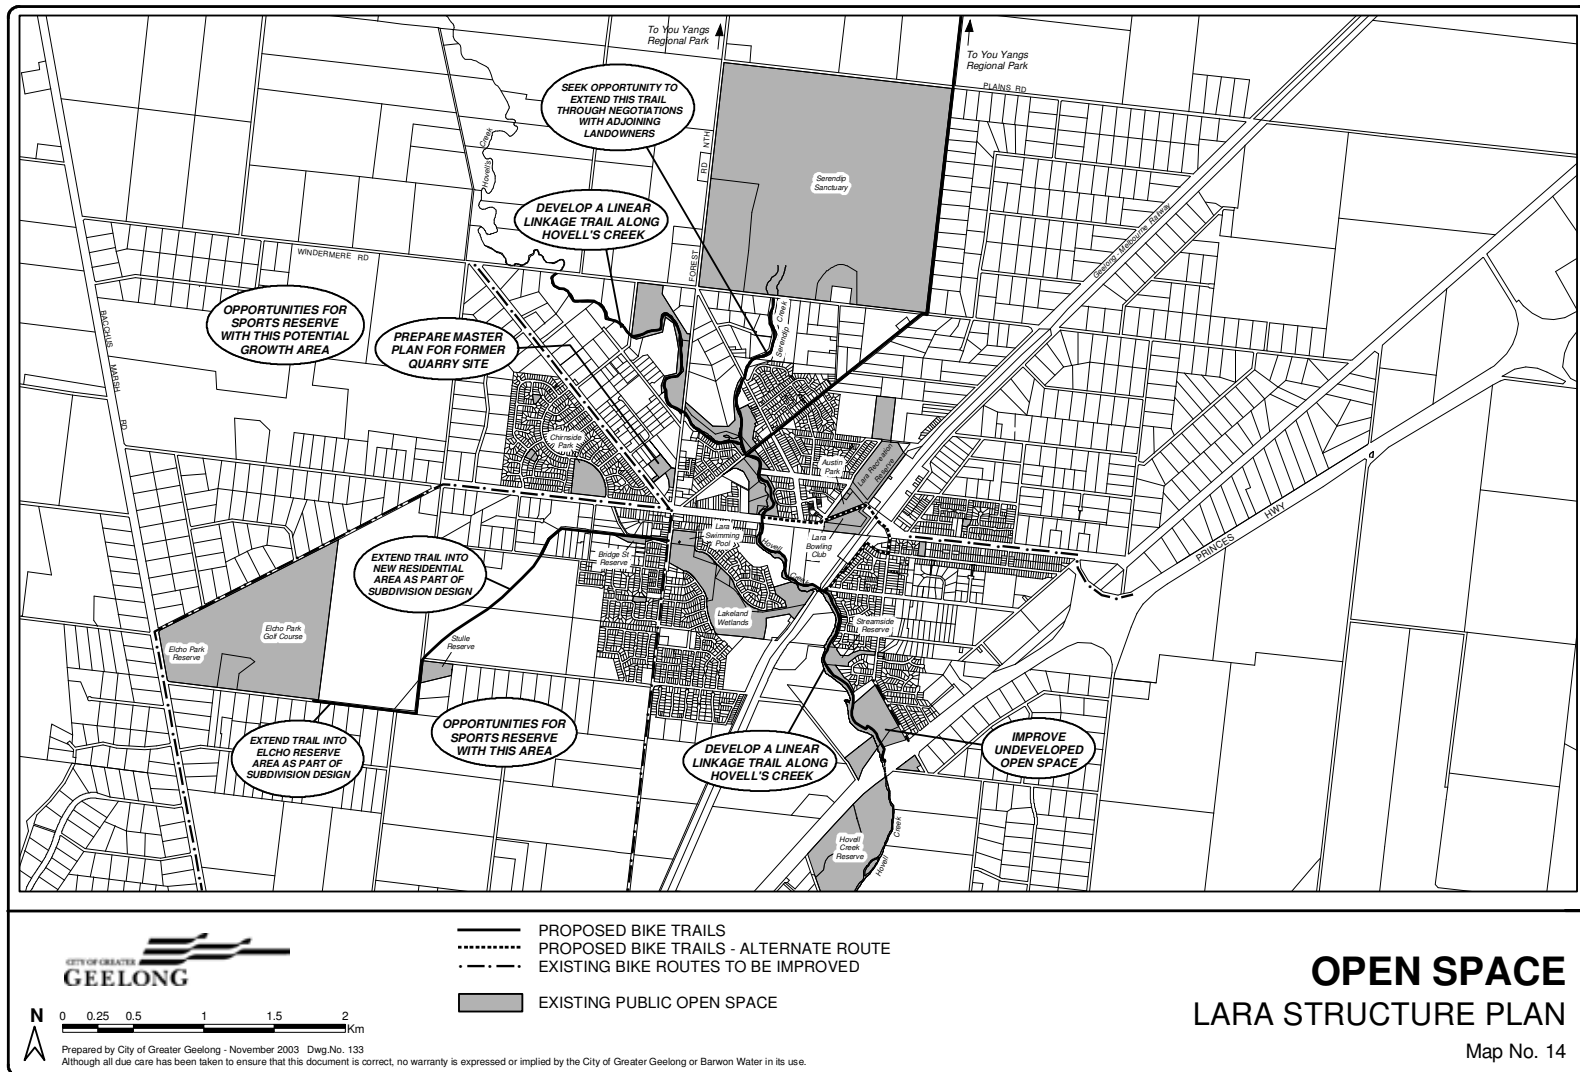 To You Yangs
Regional Park
To You Yangs
Regional Park
PLAINS RD
SEEK OPPORTUNITY TO
EXTEND THIS TRAIL
THROUGH NEGOTIATIONS
WITH ADJOINING
LANDOWNERS
Hovell's Creek
RD NTH
FOREST
Serendip
Sanctuary
DEVELOP A LINEAR
LINKAGE TRAIL ALONG
HOVELL'S CREEK
Geelong - Melbourne Railway
WINDERMERE RD
OPPORTUNITIES FOR
SPORTS RESERVE
WITH THIS POTENTIAL
GROWTH AREA
PREPARE MASTER
PLAN FOR FORMER
QUARRY SITE
Serendip Creek
BACCHUS MARSH RD
Chirnside
Park
Austin
Park
Lara Recreation
Reserve
Lara
Swimming
Pool
Lara
Bowling
Club
Hovell
Creek
Bridge St
Reserve
PRINCES HWY
EXTEND TRAIL INTO
NEW RESIDENTIAL
AREA AS PART OF
SUBDIVISION DESIGN
Lakeland
Wetlands
Streamside
Reserve
Elcho Park
Golf Course
Elcho Park
Reserve
Stulle
Reserve
EXTEND TRAIL INTO
ELCHO RESERVE
AREA AS PART OF
SUBDIVISION DESIGN
OPPORTUNITIES FOR
SPORTS RESERVE
WITH THIS AREA
DEVELOP A LINEAR
LINKAGE TRAIL ALONG
HOVELL'S CREEK
IMPROVE
UNDEVELOPED
OPEN SPACE
Hovell
Creek
Reserve
Hovell Creek
CITY OF GREATER
GEELONG
PROPOSED BIKE TRAILS
PROPOSED BIKE TRAILS - ALTERNATE ROUTE
EXISTING BIKE ROUTES TO BE IMPROVED
EXISTING PUBLIC OPEN SPACE
N
0 0.25 0.5 1 1.5 2
Km
Prepared by City of Greater Geelong - November 2003 Dwg.No. 133
Although all due care has been taken to ensure that this document is correct, no warranty is expressed or implied by the City of Greater Geelong or Barwon Water in its use.
OPEN SPACE
LARA STRUCTURE PLAN
Map No. 14